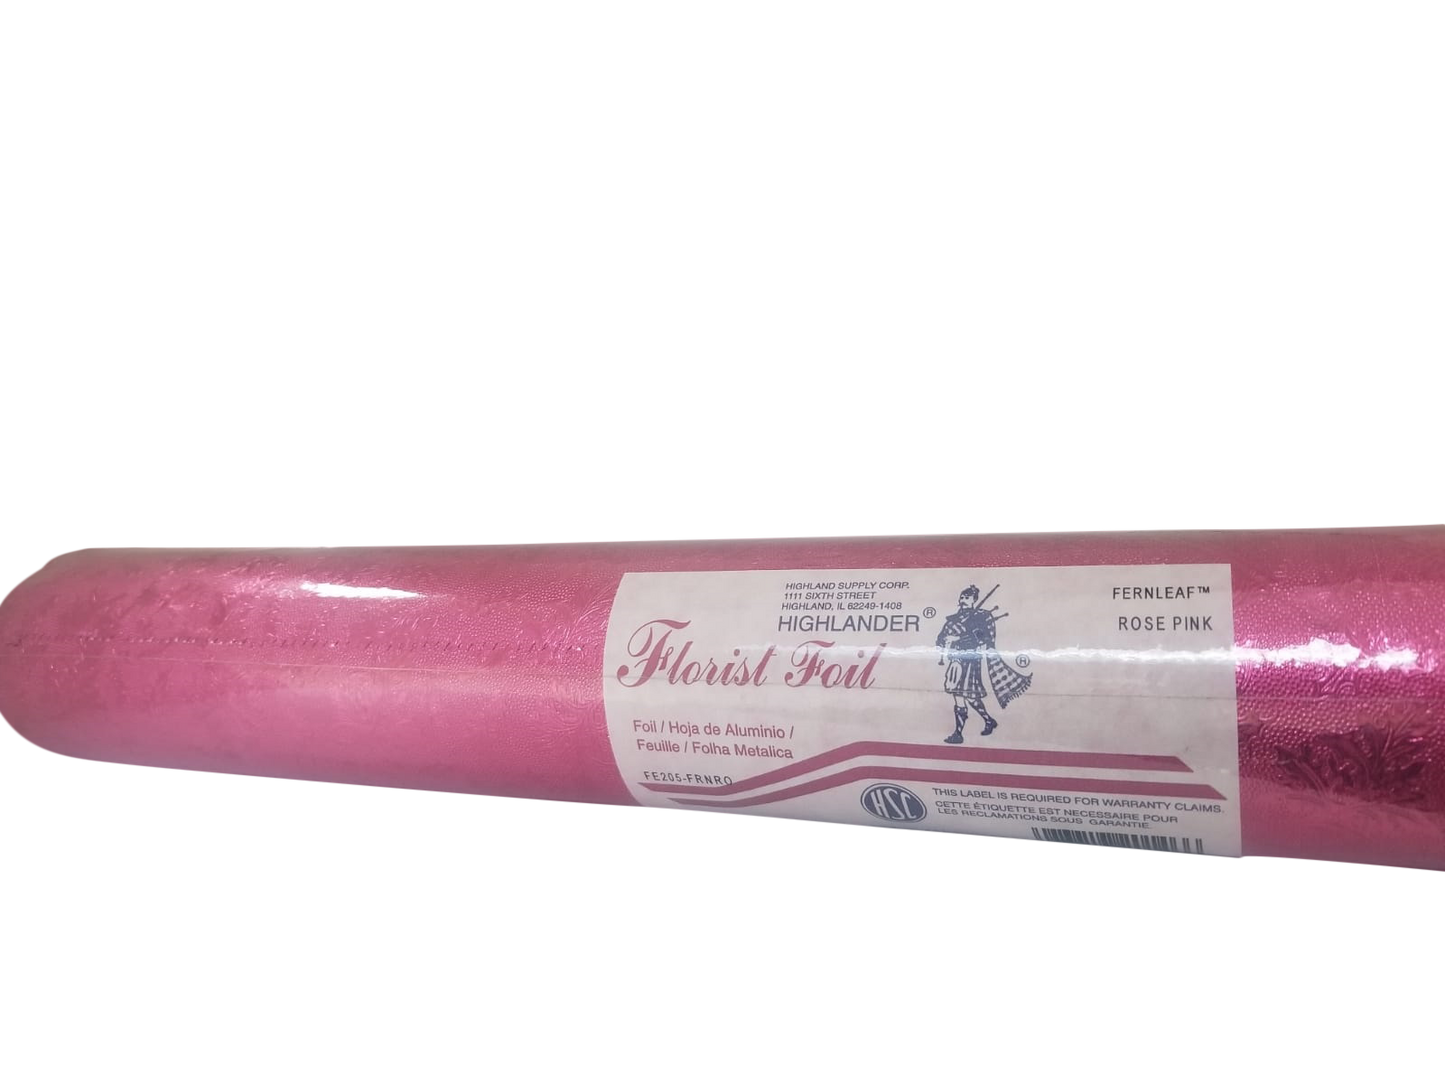 HIGHLAND SUPPLY CORP.
1111 SIXTH STREET
HIGHLAND, IL 62249-1408
HIGHLANDER®
Florist Foil
®
FERNLEAF™
ROSE PINK
Foil / Hoja de Aluminio /
Feuille / Folha Metalica
FE205-FRNRO
HSC
THIS LABEL IS REQUIRED FOR WARRANTY CLAIMS.
CETTE ÉTIQUETTE EST NECESSAIRE POUR
LES RECLAMATIONS SOUS GARANTIE.